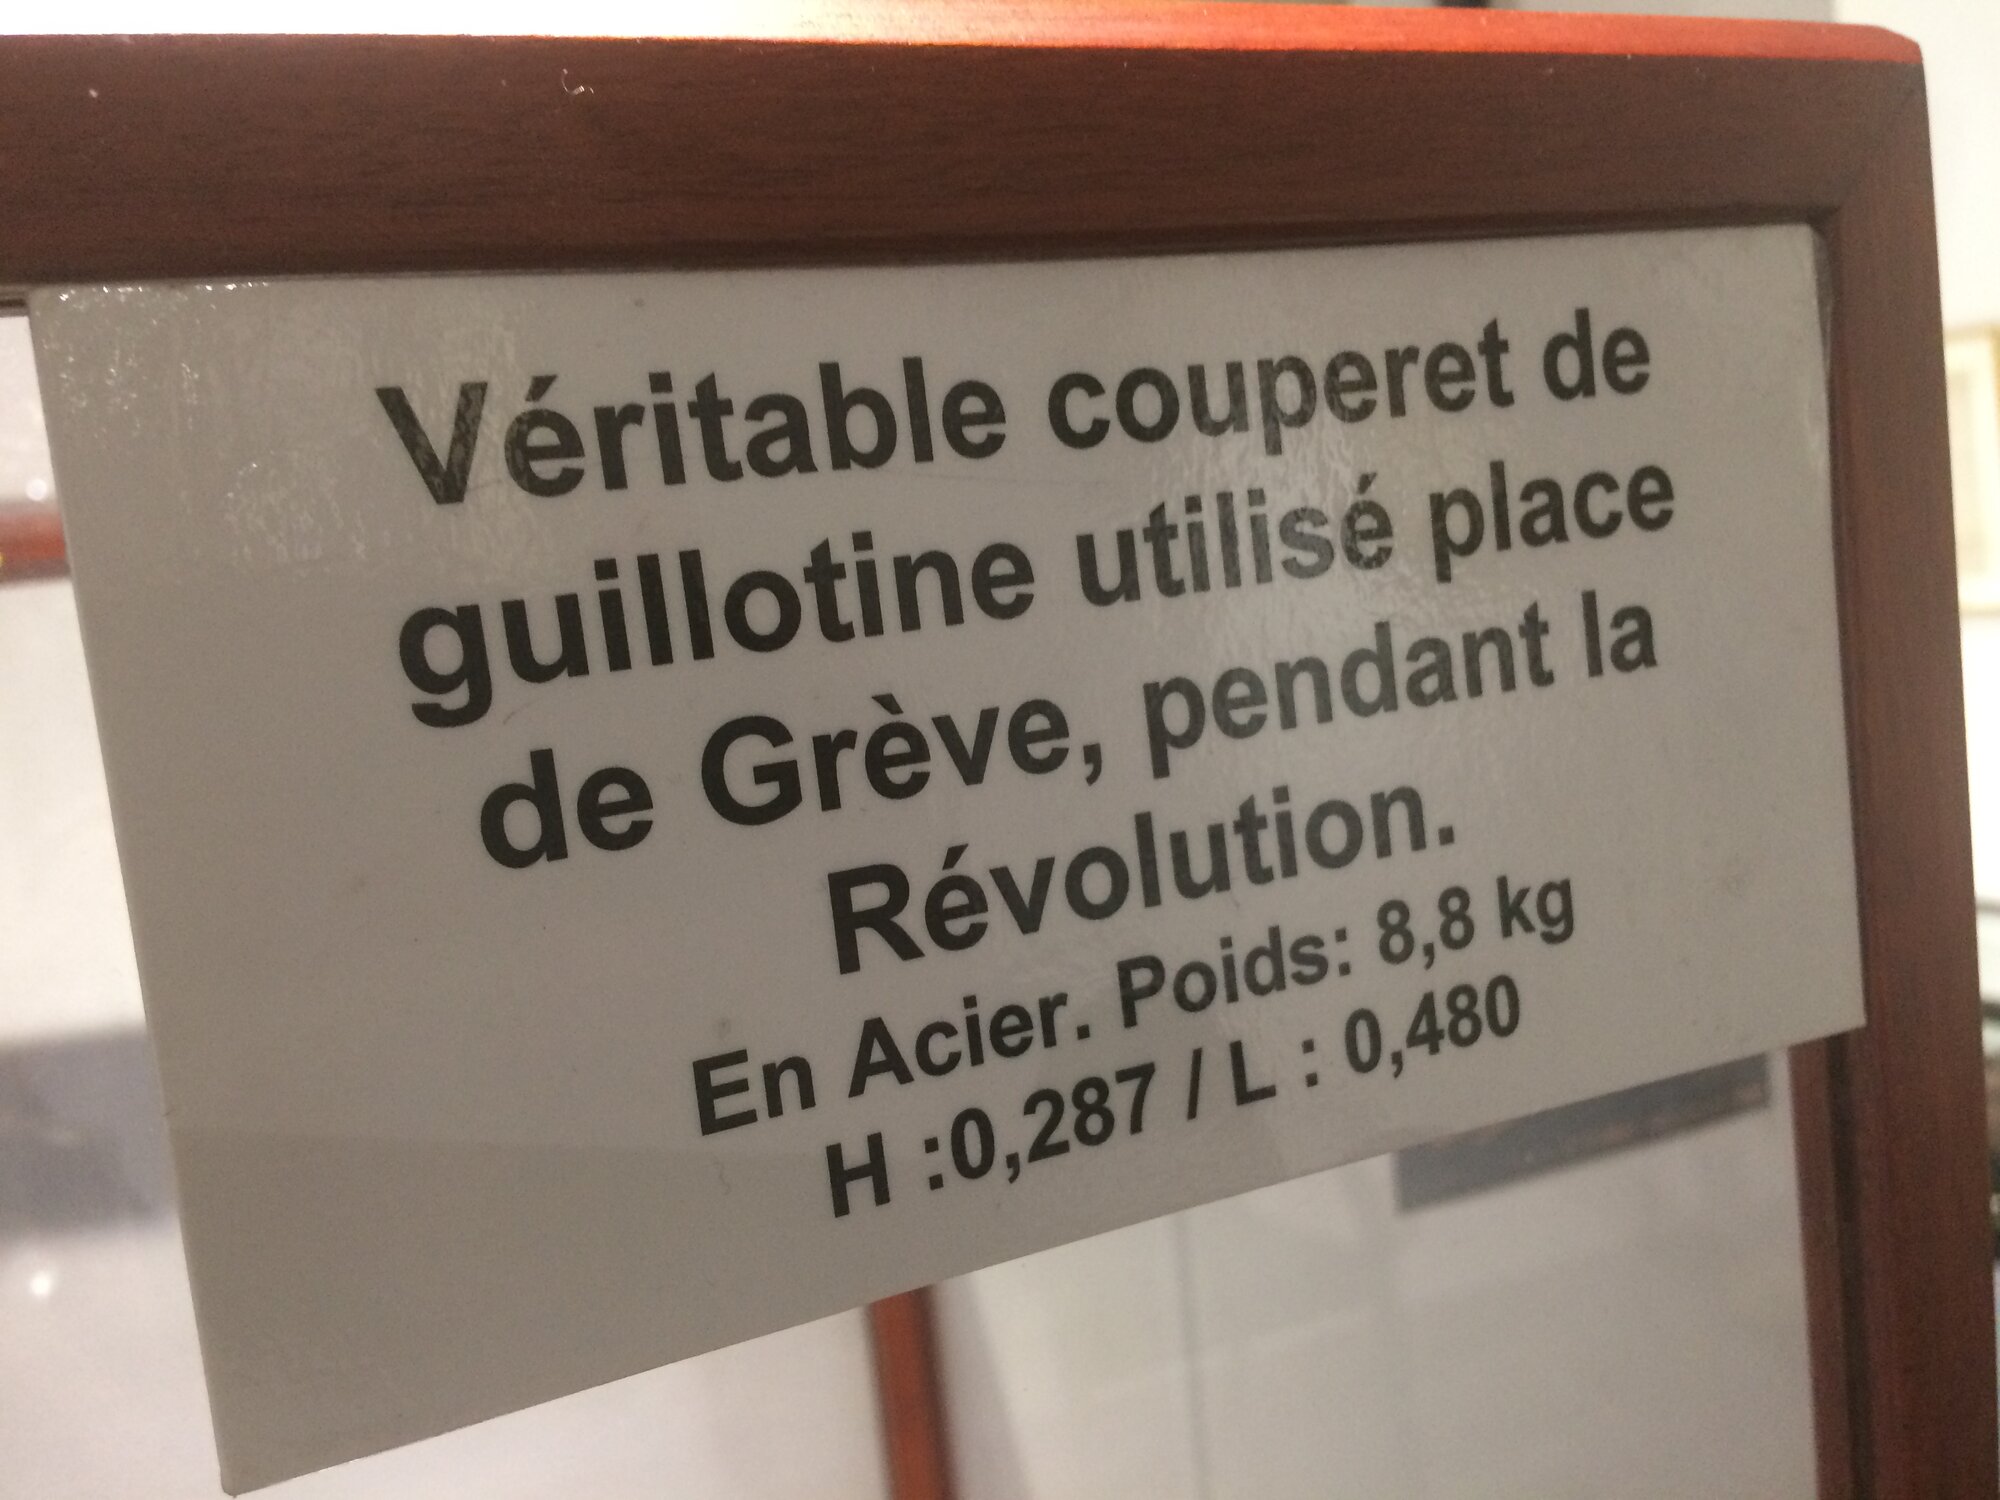 Véritable couperet de
guillotine utilisé place
de Grève, pendant la
Révolution.
En Acier. Poids: 8,8 kg
H :0,287 / L : 0,480